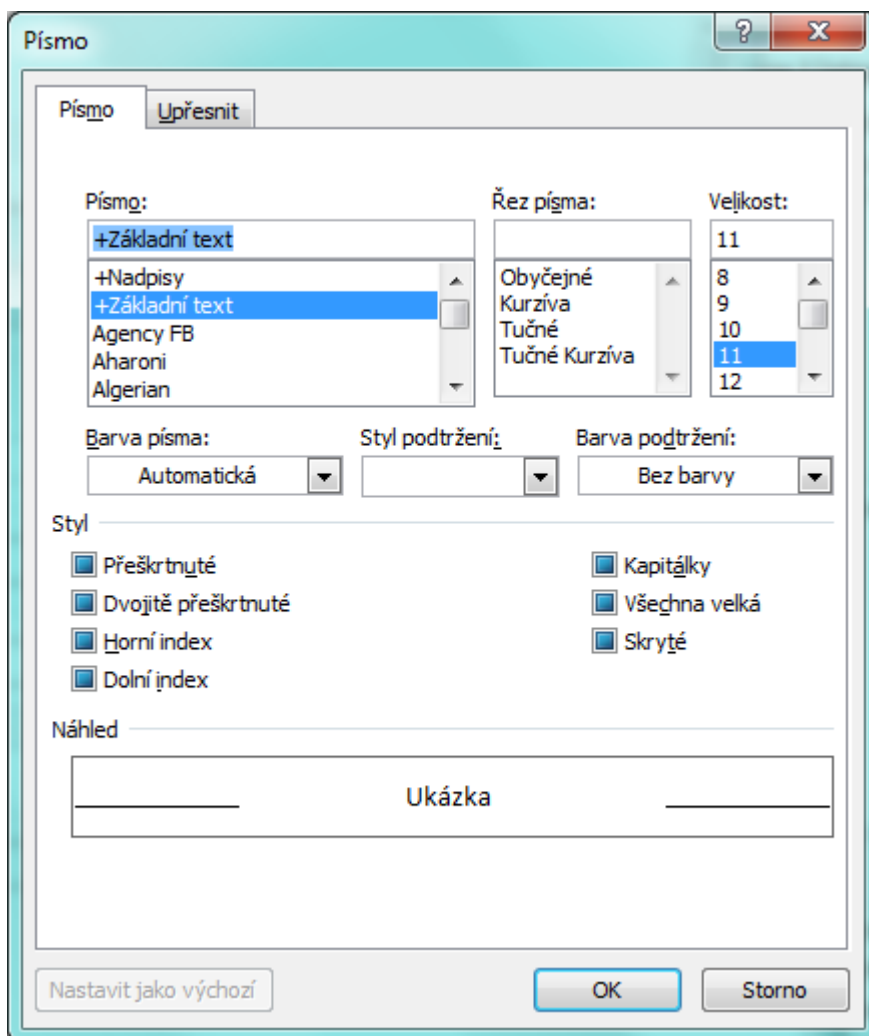 Písmo
Písmo Upřesnit
Písmo: Řez písma: Velikost:
+Základní text 11
+Nadpisy Obyčejné 8
+Základní text Kurzíva 9
Agency FB Tučné 10
Aharoni Tučné Kurzíva 11
Algerian 12
Barva písma: Styl podtržení: Barva podtržení:
Automatická Bez barvy
Styl
Přeškrtnuté Kapitálky
Dvojitě přeškrtnuté Všechna velká
Horní index Skryté
Dolní index
Náhled
Ukázka
Nastavit jako výchozí OK Storno